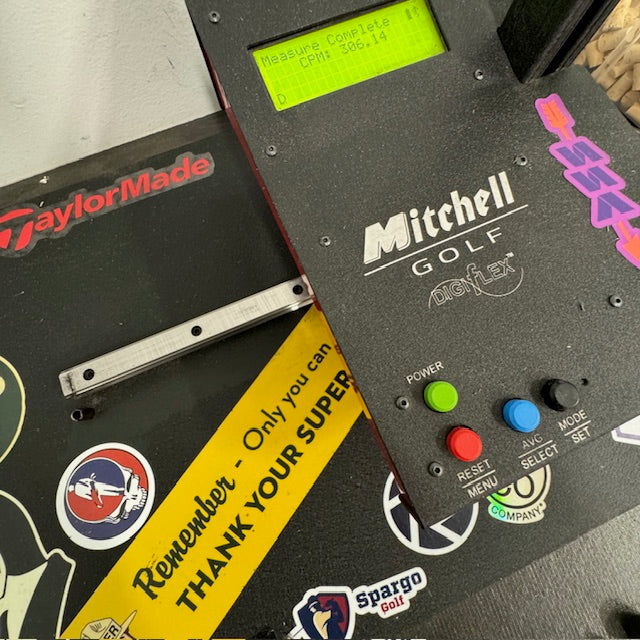 Measure Complete
CPM: 306.14
D
TaylorMade
Mitchell
GOLF
DIGIFLEX™
POWER
RESET
MENU
AVG
SELECT
MODE
SET
Remember - Only you can
THANK YOUR SUPER
COMPANY
Spargo
Golf